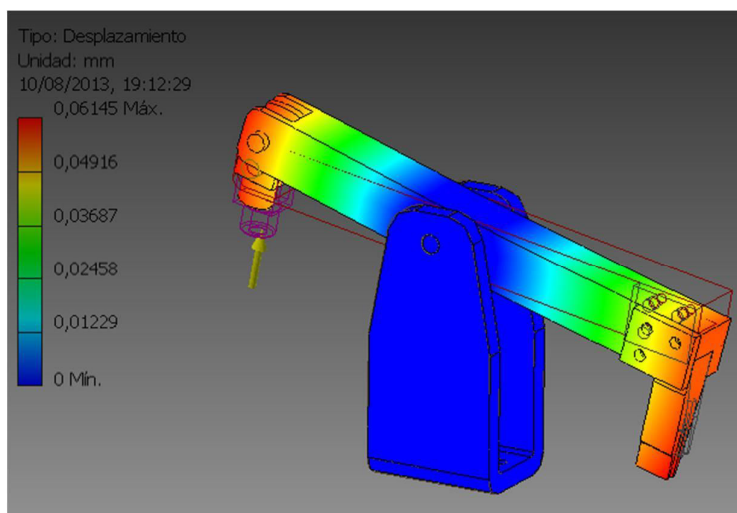 Tipo: Desplazamiento
Unidad: mm
10/08/2013, 19:12:29
0,06145 Máx.
0,04916
0,03687
0,02458
0,01229
0 Mín.